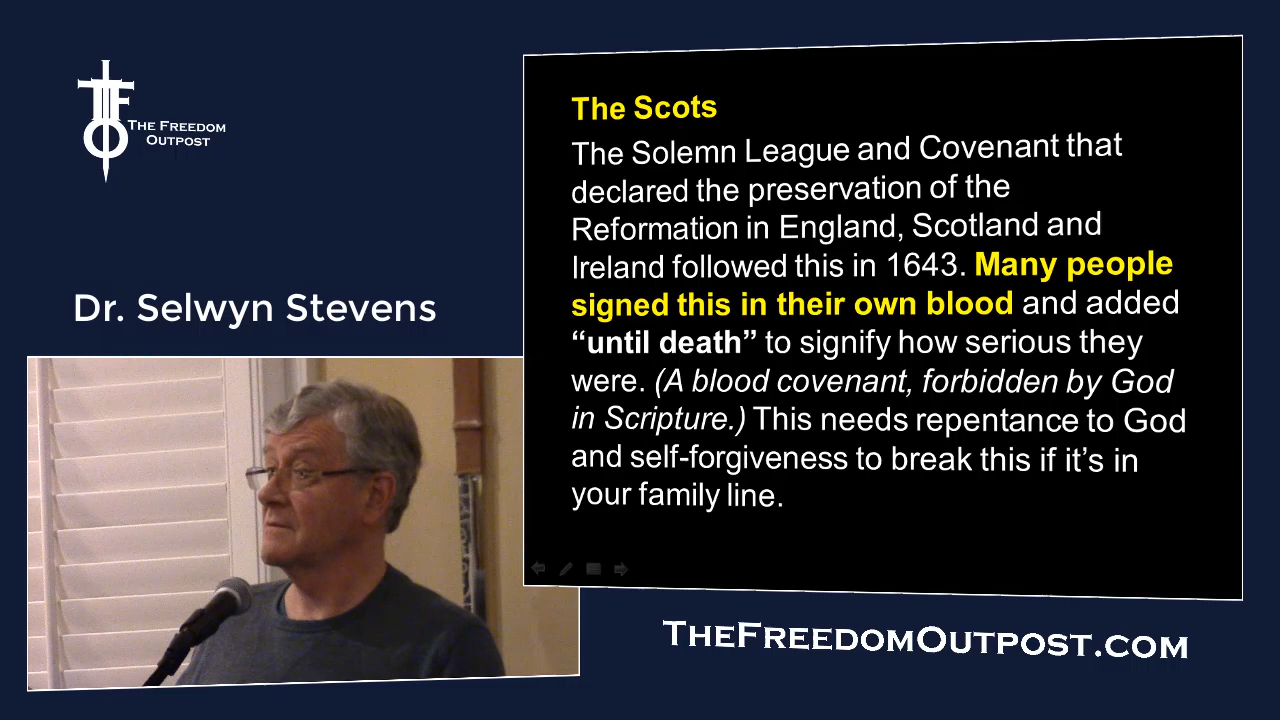 THE FREEDOM
OUTPOST
Dr. Selwyn Stevens
The Scots
The Solemn League and Covenant that
declared the preservation of the
Reformation in England, Scotland and
Ireland followed this in 1643. Many people
signed this in their own blood and added
“until death” to signify how serious they
were. (A blood covenant, forbidden by God
in Scripture.) This needs repentance to God
and self-forgiveness to break this if it’s in
your family line.
THEFREEDOMOUTPOST.COM